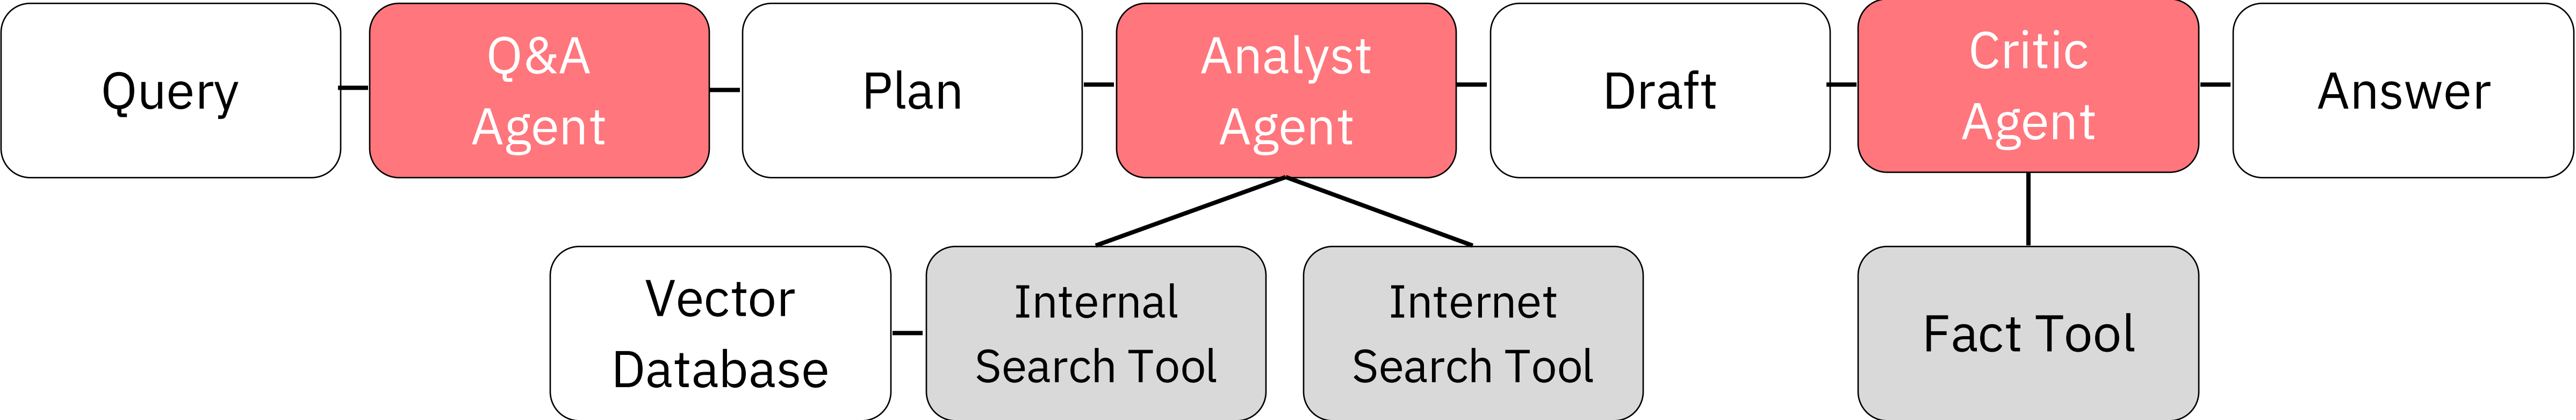 Query
Q&A
Agent
Plan
Analyst
Agent
Draft
Critic
Agent
Answer
Vector
Database
Internal
Search Tool
Internet
Search Tool
Fact Tool